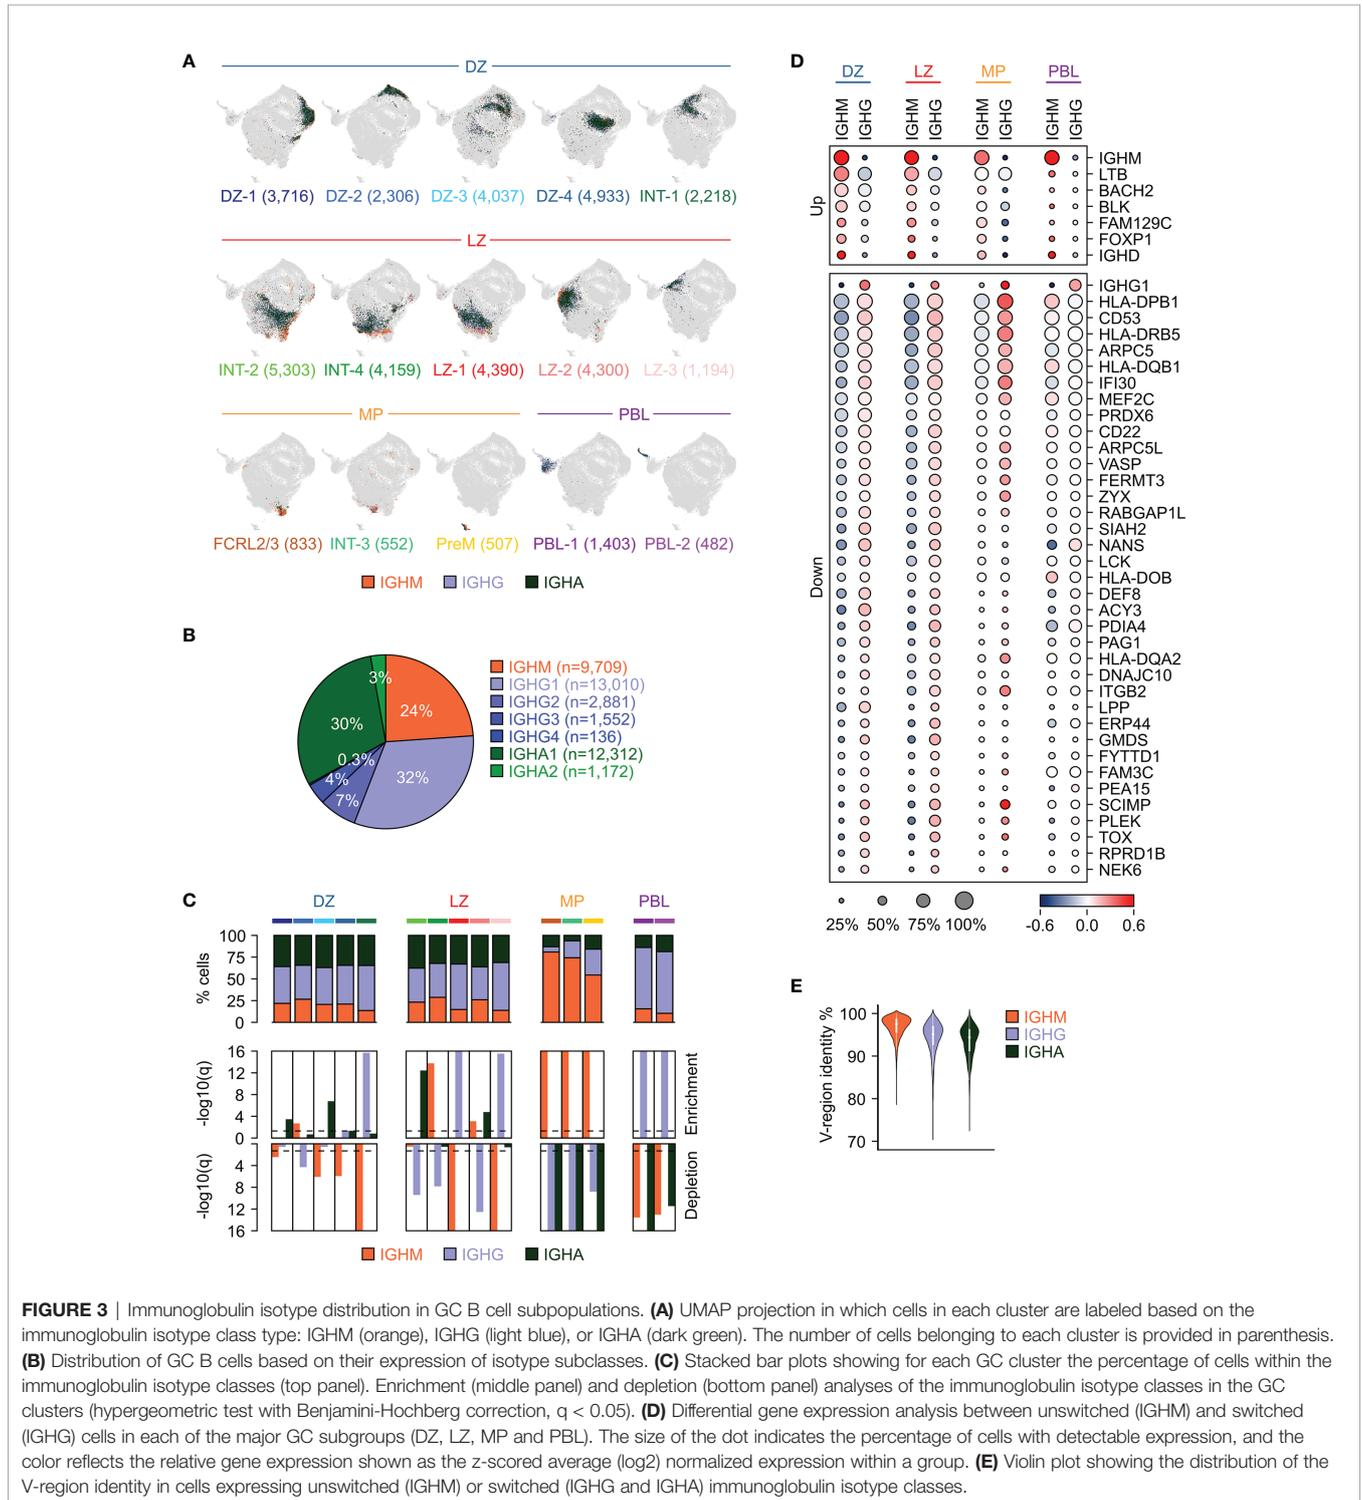 A
DZ
DZ-1 (3,716) DZ-2 (2,306) DZ-3 (4,037) DZ-4 (4,933) INT-1 (2,218)
LZ
INT-2 (5,303) INT-4 (4,159) LZ-1 (4,390) LZ-2 (4,300) LZ-3 (1,194)
MP PBL
FCRL2/3 (833) INT-3 (552) PreM (507) PBL-1 (1,403) PBL-2 (482)
IGHM IGHG IGHA
B
3%
24%
30%
0.3%
4%
7%
32%
IGHM (n=9,709)
IGHG1 (n=13,010)
IGHG2 (n=2,881)
IGHG3 (n=1,552)
IGHG4 (n=136)
IGHA1 (n=12,312)
IGHA2 (n=1,172)
C
DZ LZ MP PBL
% cells
100
75
50
25
0
-log10(q)
16
12
8
4
0
Enrichment
-log10(q)
4
8
12
16
Depletion
IGHM IGHG IGHA
D
DZ LZ MP PBL
IGHM IGHG IGHM IGHG IGHM IGHG IGHM IGHG
Up
IGHM
LTB
BACH2
BLK
FAM129C
FOXP1
IGHD
Down
IGHG1
HLA-DPB1
CD53
HLA-DRB5
ARPC5
HLA-DQB1
IFI30
MEF2C
PRDX6
CD22
ARPC5L
VASP
FERMT3
ZYX
RABGAP1L
SIAH2
NANS
LCK
HLA-DOB
DEF8
ACY3
PDIA4
PAG1
HLA-DQA2
DNAJC10
ITGB2
LPP
ERP44
GMDS
FYTTD1
FAM3C
PEA15
SCIMP
PLEK
TOX
RPRD1B
NEK6
25% 50% 75% 100%
-0.6 0.0 0.6
E
V-region identity %
100
90
80
70
IGHM
IGHG
IGHA
FIGURE 3 | Immunoglobulin isotype distribution in GC B cell subpopulations. (A) UMAP projection in which cells in each cluster are labeled based on the
immunoglobulin isotype class type: IGHM (orange), IGHG (light blue), or IGHA (dark green). The number of cells belonging to each cluster is provided in parenthesis.
(B) Distribution of GC B cells based on their expression of isotype subclasses. (C) Stacked bar plots showing for each GC cluster the percentage of cells within the
immunoglobulin isotype classes (top panel). Enrichment (middle panel) and depletion (bottom panel) analyses of the immunoglobulin isotype classes in the GC
clusters (hypergeometric test with Benjamini-Hochberg correction, q < 0.05). (D) Differential gene expression analysis between unswitched (IGHM) and switched
(IGHG) cells in each of the major GC subgroups (DZ, LZ, MP and PBL). The size of the dot indicates the percentage of cells with detectable expression, and the
color reflects the relative gene expression shown as the z-scored average (log2) normalized expression within a group. (E) Violin plot showing the distribution of the
V-region identity in cells expressing unswitched (IGHM) or switched (IGHG and IGHA) immunoglobulin isotype classes.